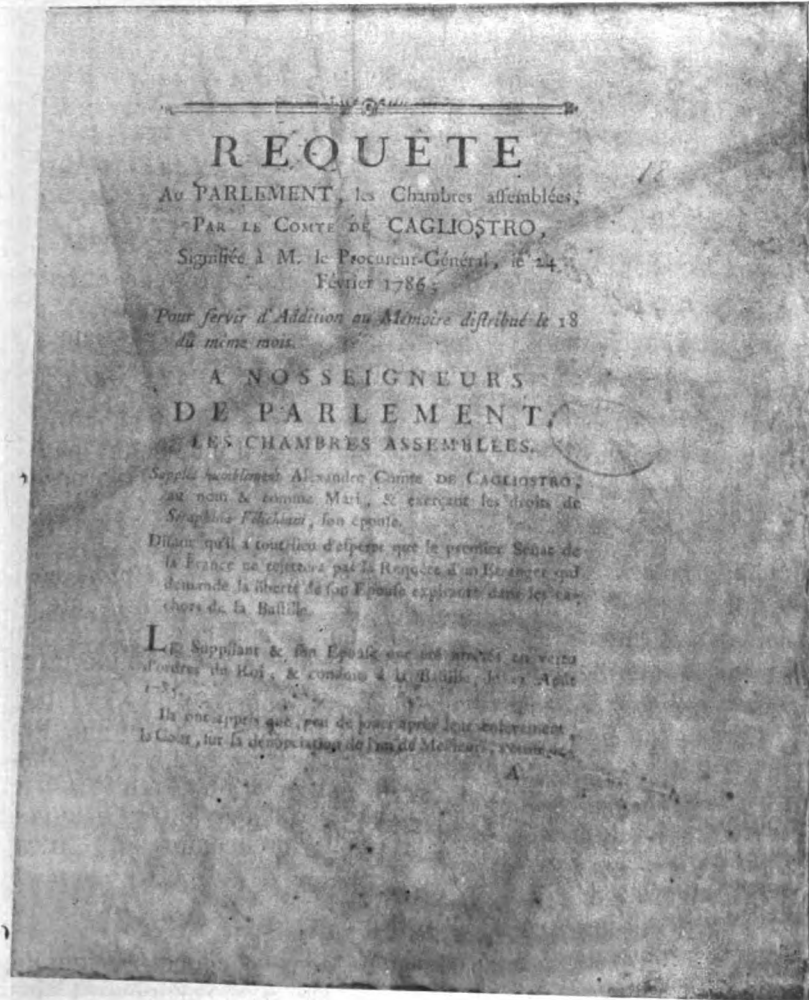 REQUÊTE
AU PARLEMENT, les Chambres assemblées,
PAR LE COMTE DE CAGLIOSTRO,
Signifiée à M. le Procureur-Général, le 24
Février 1786;
Pour servir d'Addition au Mémoire distribué le 18
du même mois.
A NOSSEIGNEURS
DE PARLEMENT,
LES CHAMBRES ASSEMBLÉES.
Supplie humblement Alexandre Comte DE CAGLIOSTRO,
au nom & comme Mari, & exerçant les droits de
Séraphina Félichiani, son épouse.
Disant qu'il a tout lieu d'espérer que le premier Sénat de
la France ne rejettera pas la Requête d'un Etranger qui
demande la liberté de son Epouse expirante dans les ca-
chots de la Bastille.
LE Suppliant & son Epouse ont été arrêtés en vertu
d'ordres du Roi, & conduits à la Bastille, le Août
178
Ils ont appris que, peu de jours après leur enlevement,
la Cour, sur la dénonciation de l'un de Messieurs,
A
12